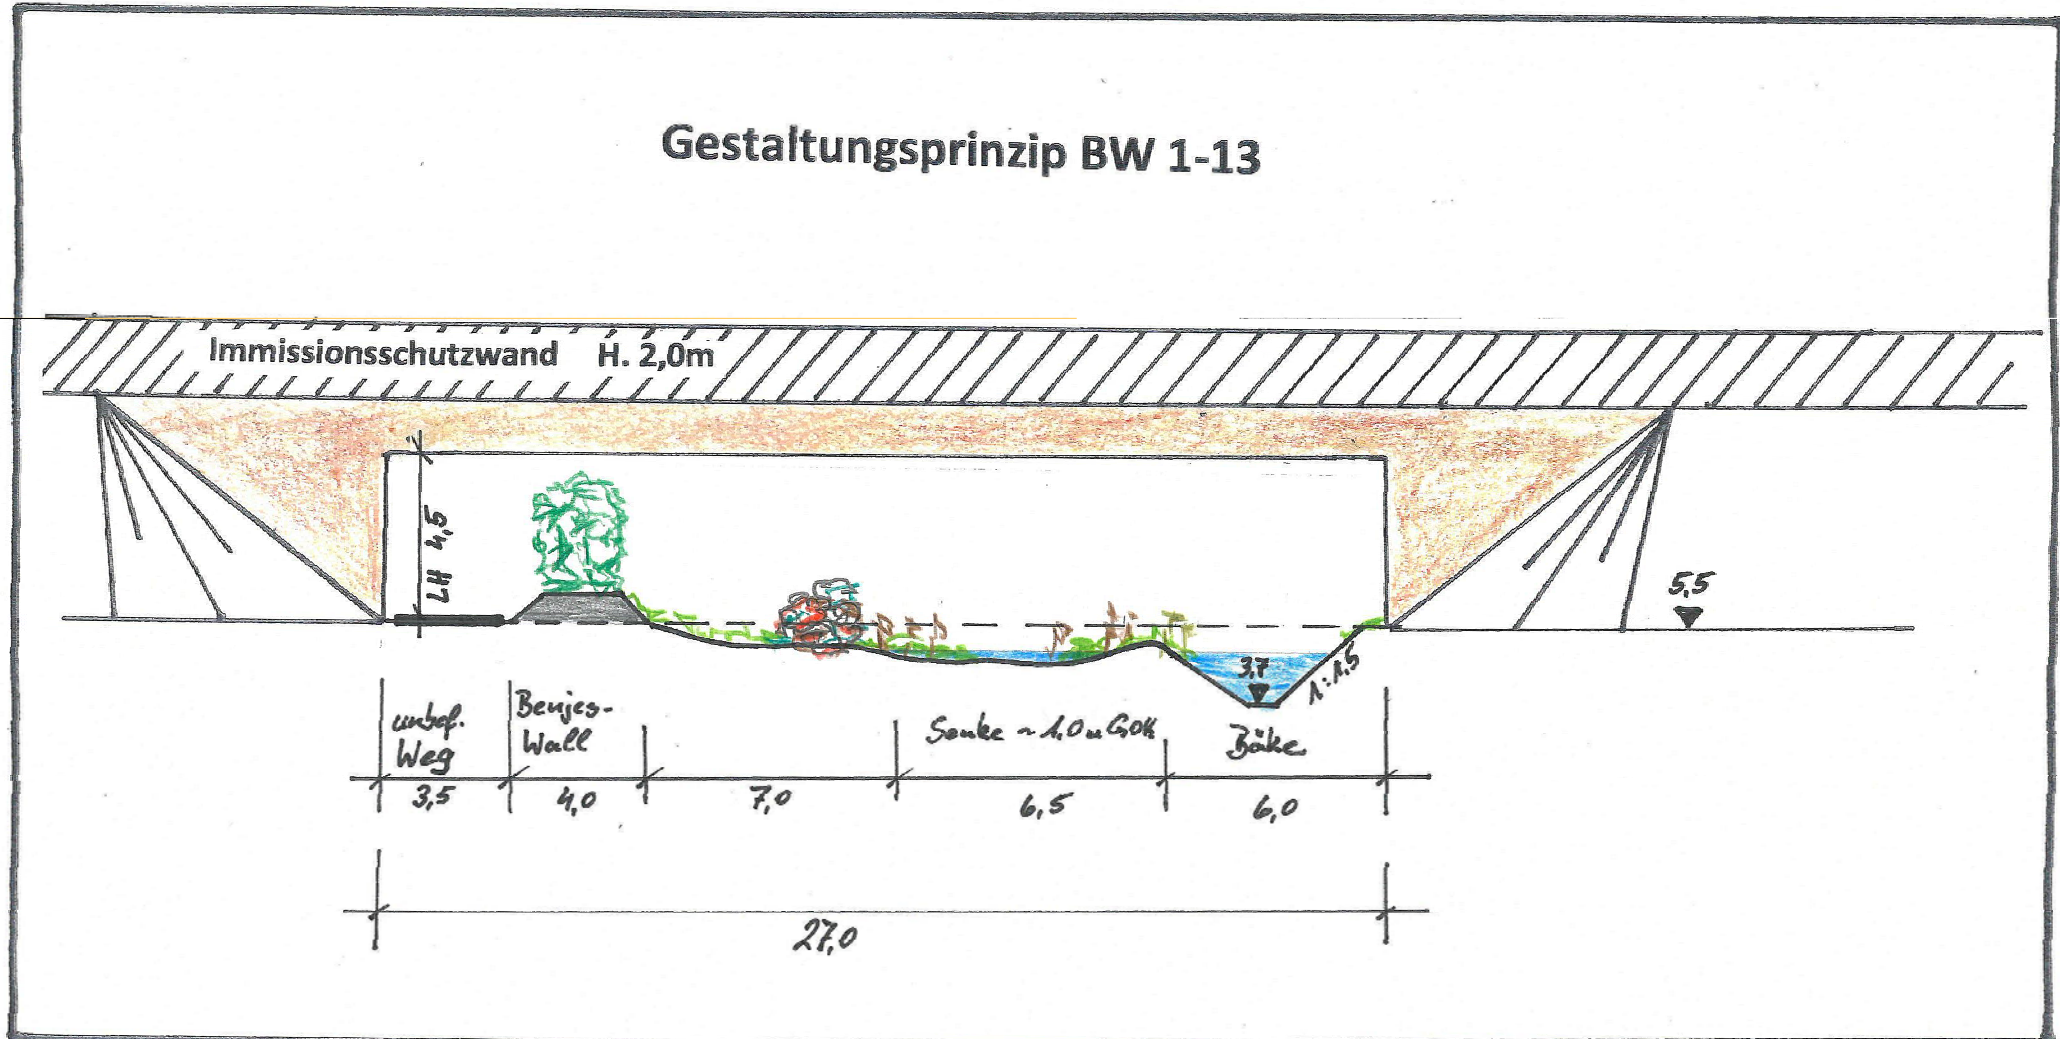 Gestaltungsprinzip BW 1-13
Immissionsschutzwand H. 2,0m
LH 4,5
5,5
3,7
1:1,5
unbef.
Weg
Benjes-
Wall
Senke ~ 1,0 u GOK
Bäke
3,5
4,0
7,0
6,5
6,0
27,0